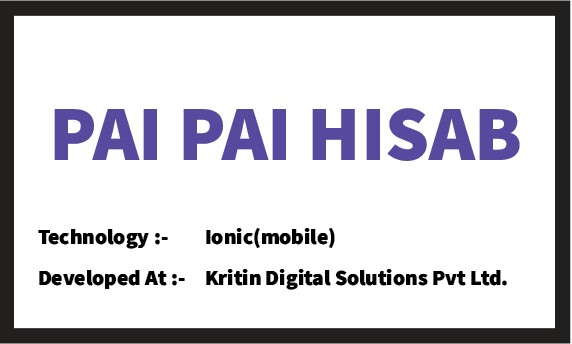 PAI PAI HISAB
Technology :- Ionic(mobile)
Developed At :- Kritin Digital Solutions Pvt Ltd.